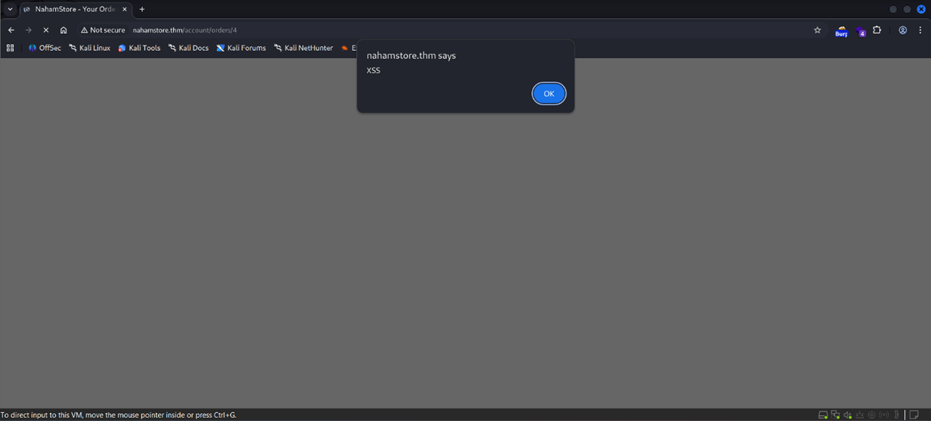 NahamStore - Your Orde
Not secure nahamstore.thm/account/orders/4
OffSec Kali Linux Kali Tools Kali Docs Kali Forums Kali NetHunter E
nahamstore.thm says
XSS
OK
To direct input to this VM, move the mouse pointer inside or press Ctrl+G.